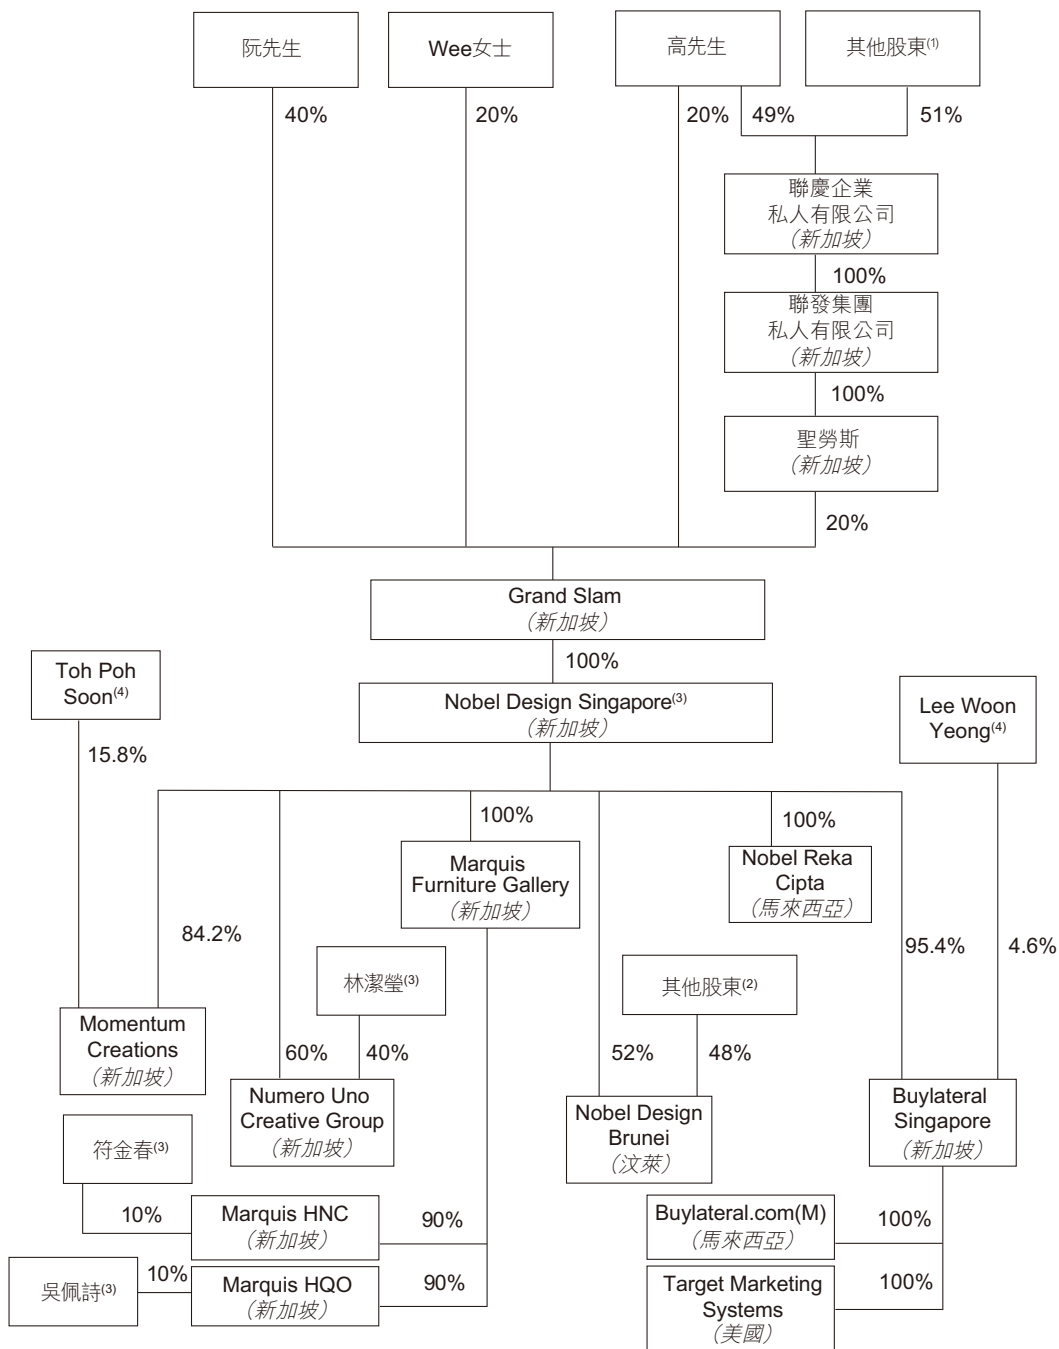 阮先生
Wee女士
高先生
其他股東(1)
40%
20%
20%
49%
51%
聯慶企業
私人有限公司
（新加坡）
100%
聯發集團
私人有限公司
（新加坡）
100%
聖勞斯
（新加坡）
20%
Grand Slam
（新加坡）
100%
Toh Poh
Soon(4)
Nobel Design Singapore(3)
（新加坡）
Lee Woon
Yeong(4)
15.8%
100%
100%
Marquis
Furniture Gallery
（新加坡）
Nobel Reka
Cipta
（馬來西亞）
84.2%
95.4%
4.6%
林潔瑩(3)
其他股東(2)
Momentum
Creations
（新加坡）
60%
40%
52%
48%
Numero Uno
Creative Group
（新加坡）
Nobel Design
Brunei
（汶萊）
Buylateral
Singapore
（新加坡）
符金春(3)
10%
Marquis HNC
（新加坡）
90%
Buylateral.com(M)
（馬來西亞）
100%
吳佩詩(3)
10%
Marquis HQO
（新加坡）
90%
Target Marketing
Systems
（美國）
100%